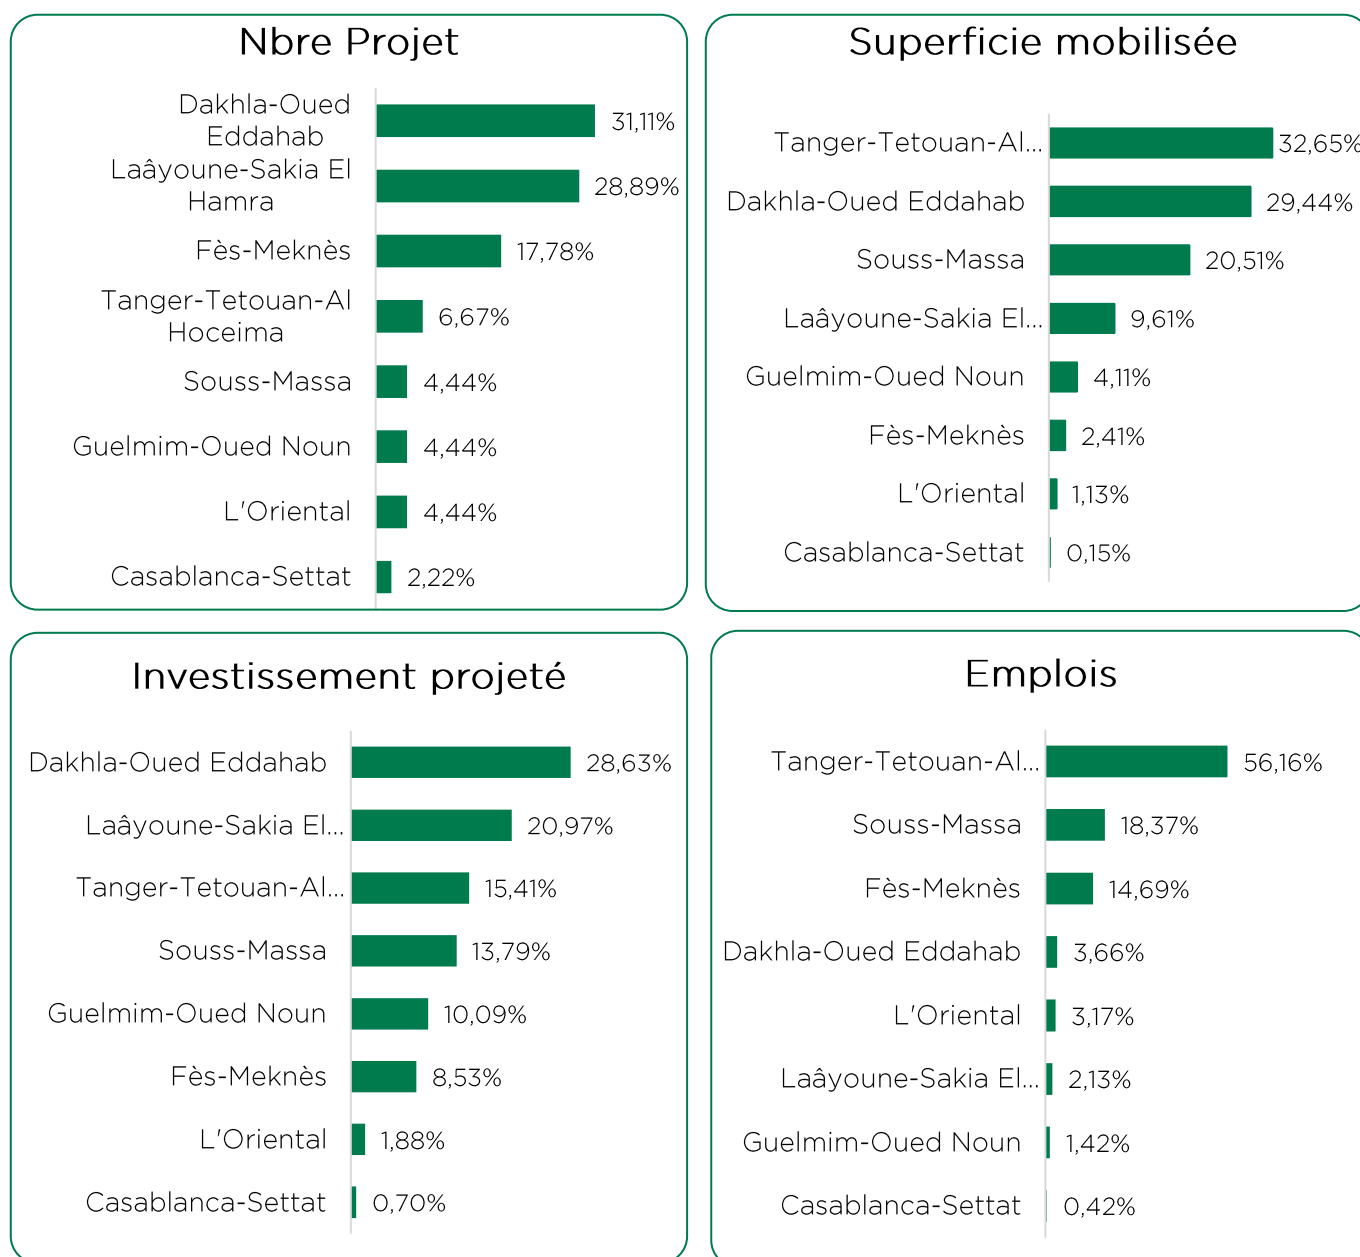 Nbre Projet
Dakhla-Oued
Eddahab
31,11%
Laâyoune-Sakia El
Hamra
28,89%
Fès-Meknès
17,78%
Tanger-Tetouan-Al
Hoceima
6,67%
Souss-Massa
4,44%
Guelmim-Oued Noun
4,44%
L'Oriental
4,44%
Casablanca-Settat
2,22%
Superficie mobilisée
Tanger-Tetouan-Al...
32,65%
Dakhla-Oued Eddahab
29,44%
Souss-Massa
20,51%
Laâyoune-Sakia El...
9,61%
Guelmim-Oued Noun
4,11%
Fès-Meknès
2,41%
L'Oriental
1,13%
Casablanca-Settat
0,15%
Investissement projeté
Dakhla-Oued Eddahab
28,63%
Laâyoune-Sakia El...
20,97%
Tanger-Tetouan-Al...
15,41%
Souss-Massa
13,79%
Guelmim-Oued Noun
10,09%
Fès-Meknès
8,53%
L'Oriental
1,88%
Casablanca-Settat
0,70%
Emplois
Tanger-Tetouan-Al...
56,16%
Souss-Massa
18,37%
Fès-Meknès
14,69%
Dakhla-Oued Eddahab
3,66%
L'Oriental
3,17%
Laâyoune-Sakia El...
2,13%
Guelmim-Oued Noun
1,42%
Casablanca-Settat
0,42%